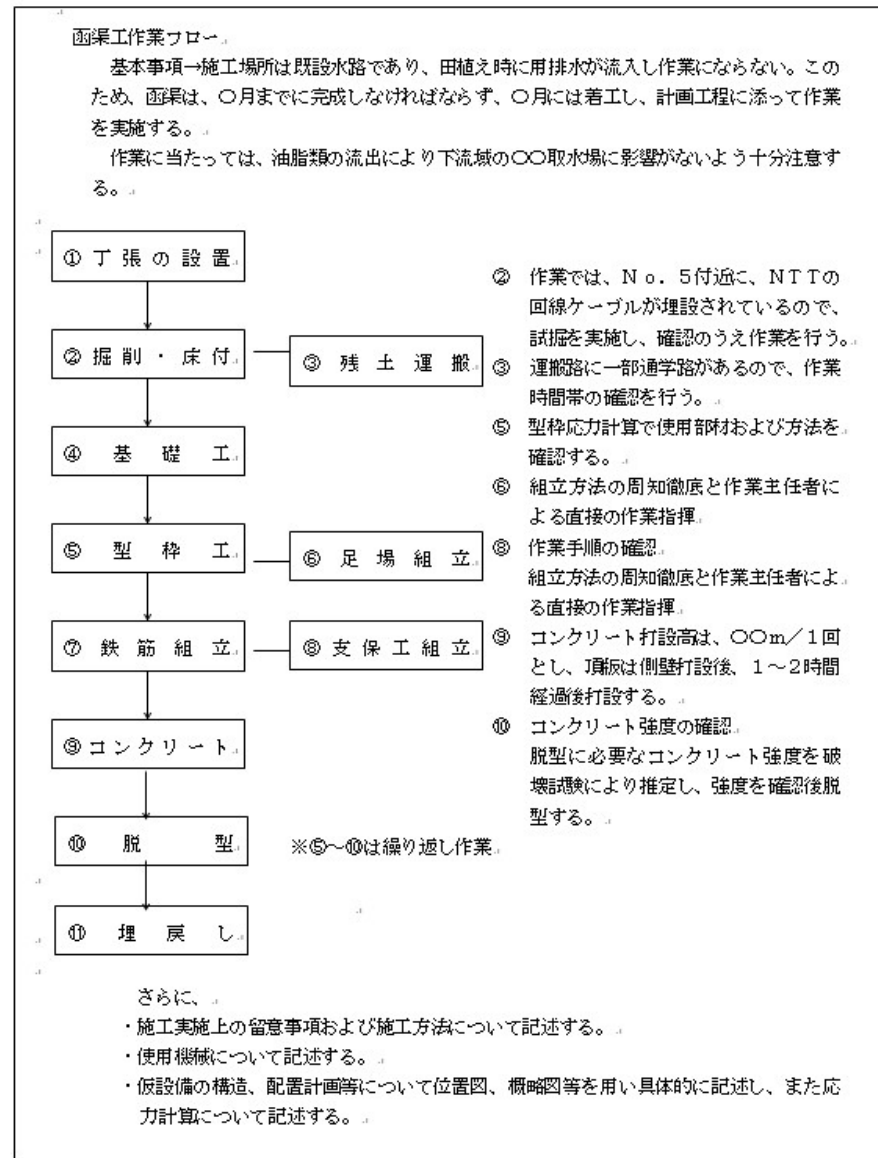 函渠工作業フロー
基本事項→施工場所は既設水路であり、田植え時に用排水が流入し作業にならない。この
ため、函渠は、〇月までに完成しなければならず、〇月には着工し、計画工程に添って作業
を実施する。
作業に当たっては、油脂類の流出により下流域の〇〇取水場に影響がないよう十分注意す
る。
① 丁張の設置
② 掘削・床付
③ 残土運搬
④ 基礎工
⑤ 型枠工
⑥ 足場組立
⑦ 鉄筋組立
⑧ 支保工組立
⑨ コンクリート
⑩ 脱型
※⑤~⑩は繰り返し作業
⑪ 埋戻し
② 作業では、No.5付近に、NTTの
回線ケーブルが埋設されているので、
試掘を実施し、確認のうえ作業を行う。
③ 運搬路に一部通学路があるので、作業
時間帯の確認を行う。
⑤ 型枠応力計算で使用部材および方法を
確認する。
⑥ 組立方法の周知徹底と作業主任者に
よる直接の作業指揮
⑧ 作業手順の確認
組立方法の周知徹底と作業主任者によ
る直接の作業指揮
⑨ コンクリート打設高は、〇〇m/1回
とし、頂版は側壁打設後、1~2時間
経過後打設する。
⑩ コンクリート強度の確認
脱型に必要なコンクリート強度を破
壊試験により推定し、強度を確認後脱
型する。
さらに、
・施工実施上の留意事項および施工方法について記述する。
・使用機械について記述する。
・仮設備の構造、配置計画等について位置図、概略図等を用い具体的に記述し、また応
力計算について記述する。